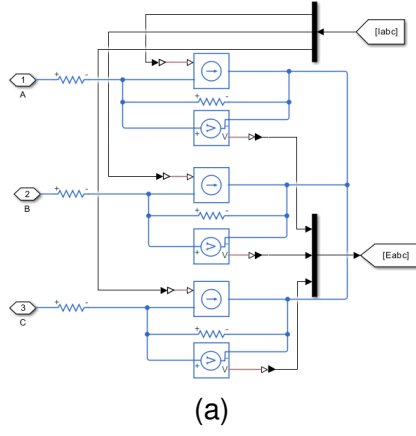 [Iabc]
1
A
+ -
+ -
+ V
2
B
+ -
+ -
+ V
[Eabc]
3
C
+ -
+ -
+ V
(a)